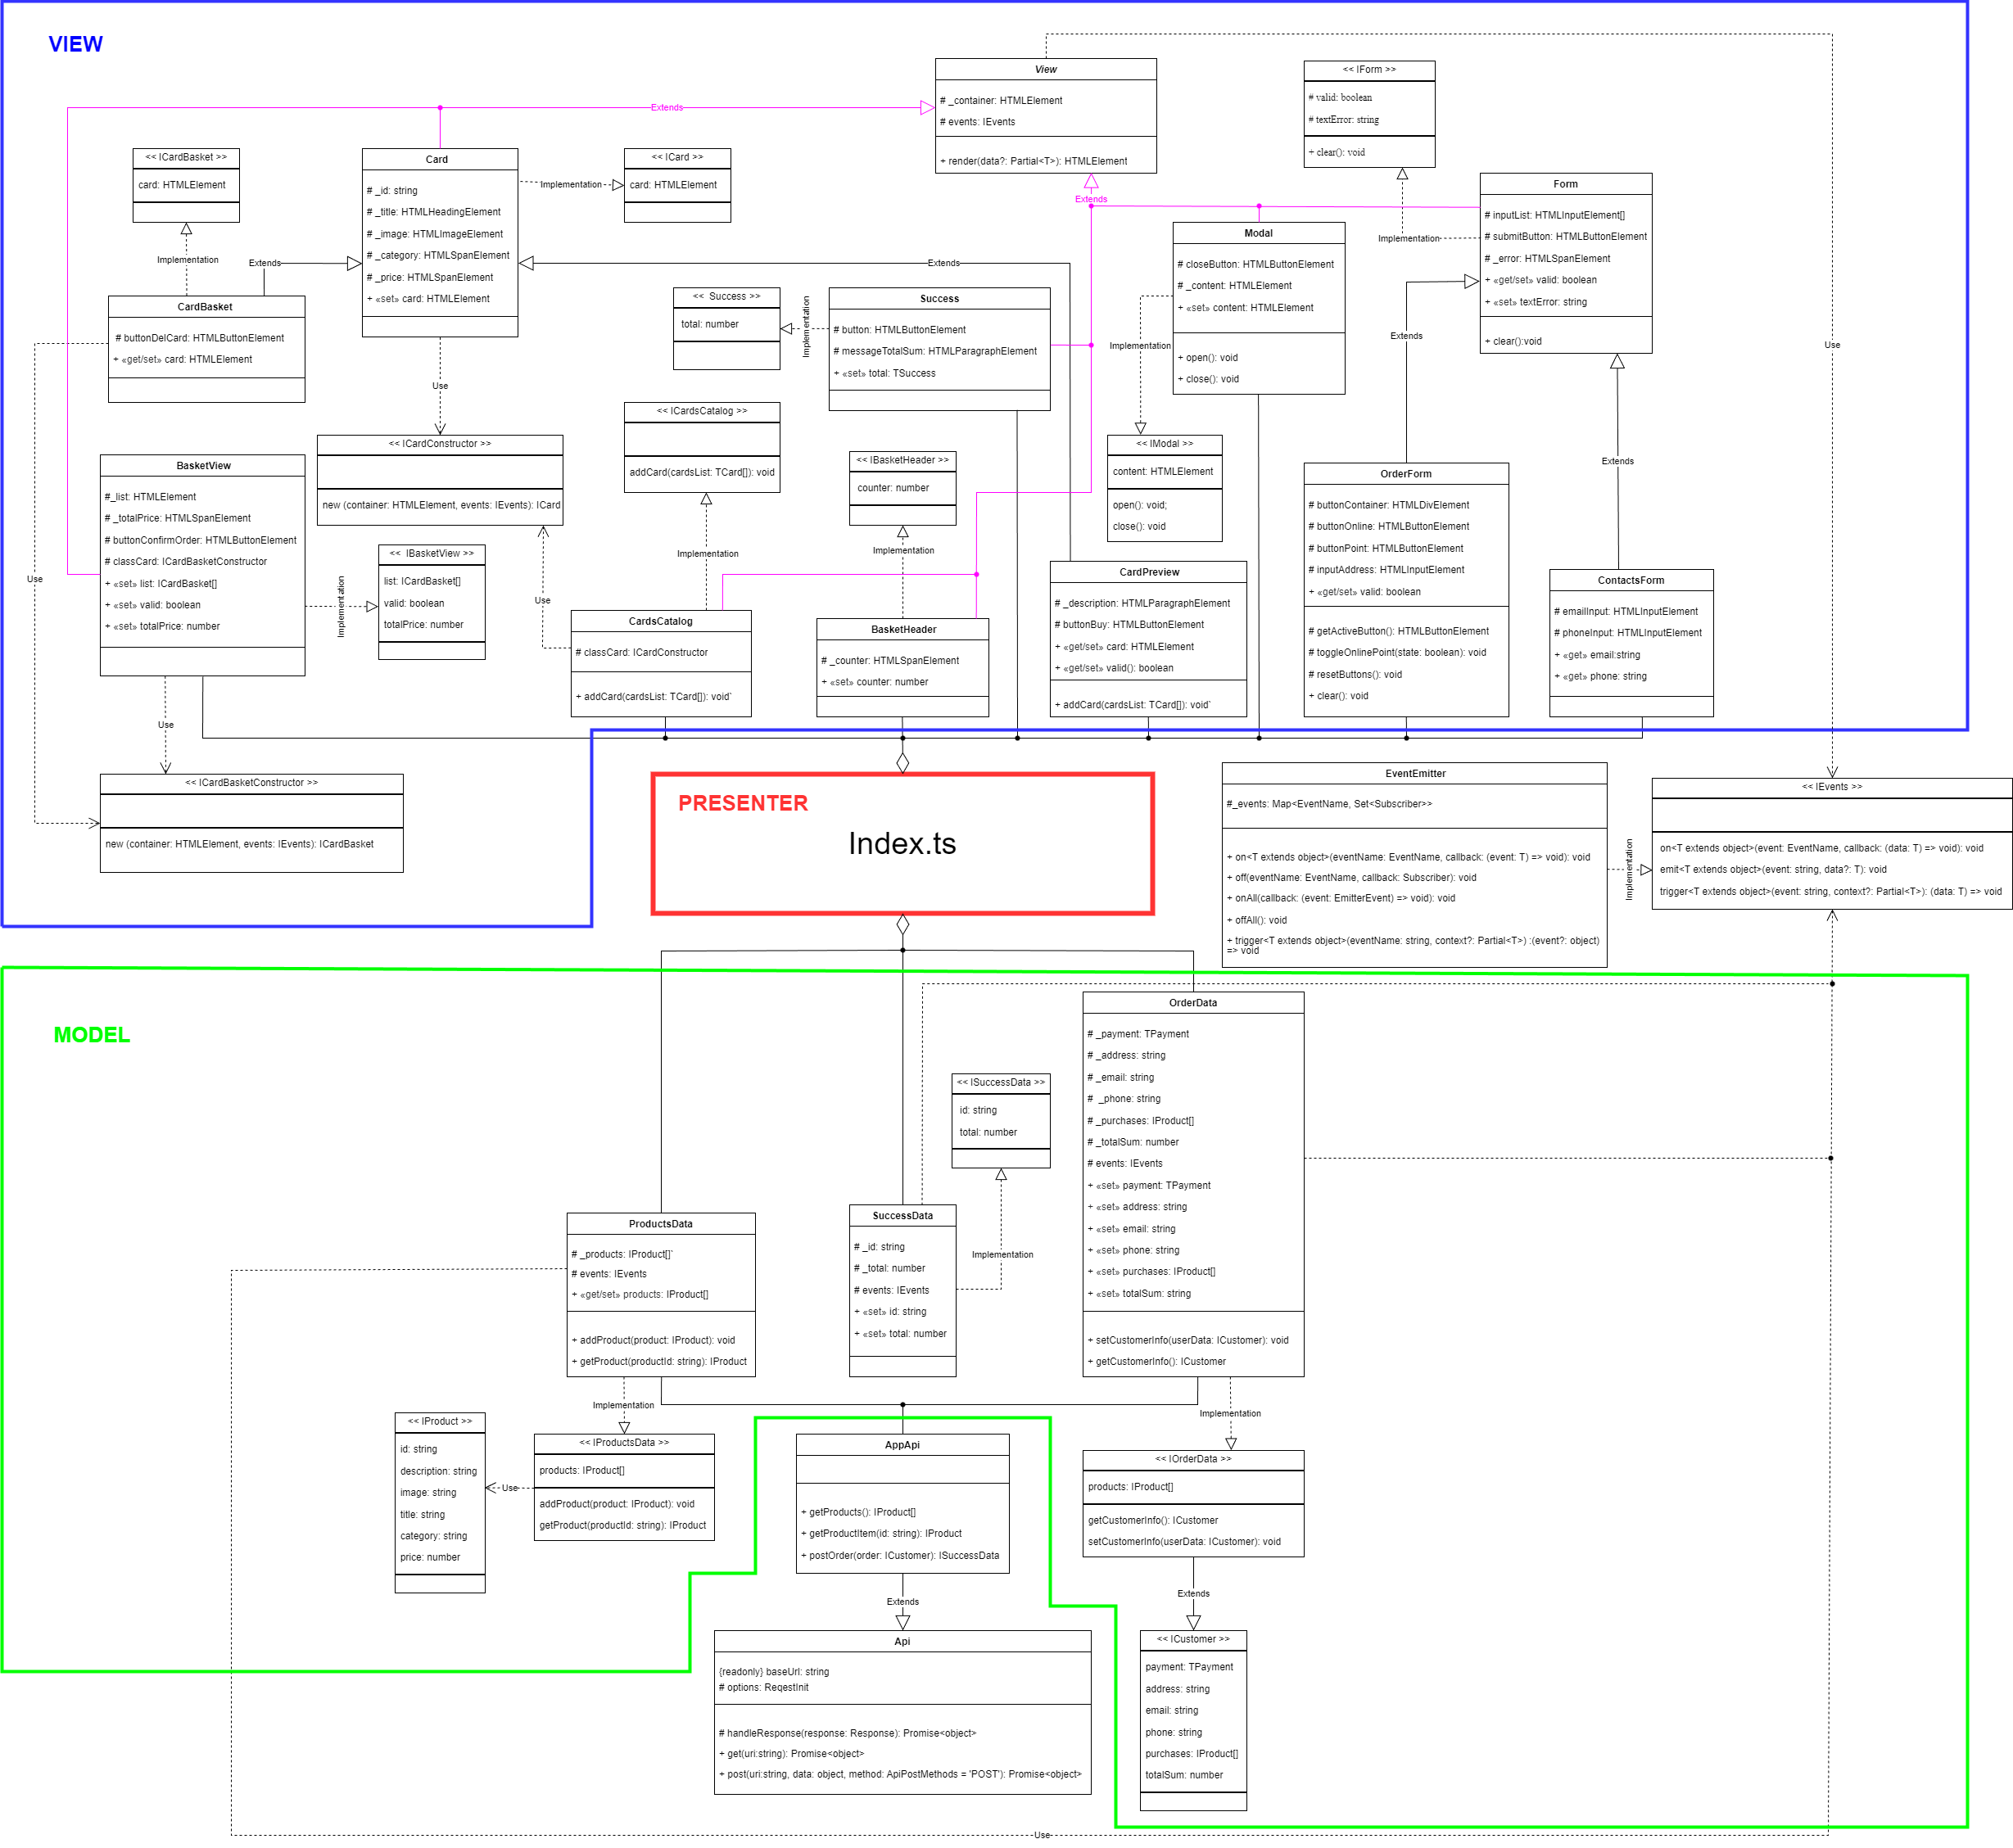 VIEW
View
# _container: HTMLElement
# events: IEvents
+ render(data?: Partial<T>): HTMLElement
<< IForm >>
# valid: boolean
# textError: string
+ clear(): void
Extends
<< ICardBasket >>
card: HTMLElement
Card
# _id: string
# _title: HTMLHeadingElement
# _image: HTMLImageElement
# _category: HTMLSpanElement
# _price: HTMLSpanElement
+ «set» card: HTMLElement
Implementation
<< ICard >>
card: HTMLElement
Extends
Form
# inputList: HTMLInputElement[]
# submitButton: HTMLButtonElement
# _error: HTMLSpanElement
+ «get/set» valid: boolean
+ «set» textError: string
+ clear():void
Implementation
Modal
# closeButton: HTMLButtonElement
# _content: HTMLElement
+ «set» content: HTMLElement
+ open(): void
+ close(): void
Implementation
Extends
Extends
CardBasket
# buttonDelCard: HTMLButtonElement
+ «get/set» card: HTMLElement
<< Success >>
total: number
Implementation
Success
# button: HTMLButtonElement
# messageTotalSum: HTMLParagraphElement
+ «set» total: TSuccess
Extends
Implementation
Use
Use
<< ICardsCatalog >>
addCard(cardsList: TCard[]): void
<< ICardConstructor >>
new (container: HTMLElement, events: IEvents): ICard
<< IBasketHeader >>
counter: number
<< IModal >>
content: HTMLElement
open(): void;
close(): void
Extends
BasketView
#_list: HTMLElement
# _totalPrice: HTMLSpanElement
# buttonConfirmOrder: HTMLButtonElement
# classCard: ICardBasketConstructor
+ «set» list: ICardBasket[]
+ «set» valid: boolean
+ «set» totalPrice: number
OrderForm
# buttonContainer: HTMLDivElement
# buttonOnline: HTMLButtonElement
# buttonPoint: HTMLButtonElement
# inputAddress: HTMLInputElement
+ «get/set» valid: boolean
# getActiveButton(): HTMLButtonElement
# toggleOnlinePoint(state: boolean): void
# resetButtons(): void
+ clear(): void
Implementation
<< IBasketView >>
list: ICardBasket[]
valid: boolean
totalPrice: number
Implementation
Implementation
Use
Use
CardPreview
# _description: HTMLParagraphElement
# buttonBuy: HTMLButtonElement
+ «get/set» card: HTMLElement
+ «get/set» valid(): boolean
+ addCard(cardsList: TCard[]): void`
ContactsForm
# emailInput: HTMLInputElement
# phoneInput: HTMLInputElement
+ «get» email:string
+ «get» phone: string
CardsCatalog
# classCard: ICardConstructor
+ addCard(cardsList: TCard[]): void`
BasketHeader
# _counter: HTMLSpanElement
+ «set» counter: number
Use
<< ICardBasketConstructor >>
new (container: HTMLElement, events: IEvents): ICardBasket
PRESENTER
Index.ts
EventEmitter
#_events: Map<EventName, Set<Subscriber>>
+ on<T extends object>(eventName: EventName, callback: (event: T) => void): void
+ off(eventName: EventName, callback: Subscriber): void
+ onAll(callback: (event: EmitterEvent) => void): void
+ offAll(): void
+ trigger<T extends object>(eventName: string, context?: Partial<T>) :(event?: object)
=> void
Implementation
<< IEvents >>
on<T extends object>(event: EventName, callback: (data: T) => void): void
emit<T extends object>(event: string, data?: T): void
trigger<T extends object>(event: string, context?: Partial<T>): (data: T) => void
MODEL
OrderData
# _payment: TPayment
# _address: string
# _email: string
# _phone: string
# _purchases: IProduct[]
# _totalSum: number
# events: IEvents
+ «set» payment: TPayment
+ «set» address: string
+ «set» email: string
+ «set» phone: string
+ «set» purchases: IProduct[]
+ «set» totalSum: string
+ setCustomerInfo(userData: ICustomer): void
+ getCustomerInfo(): ICustomer
<< ISuccessData >>
id: string
total: number
Implementation
ProductsData
# _products: IProduct[]`
# events: IEvents
+ «get/set» products: IProduct[]
+ addProduct(product: IProduct): void
+ getProduct(productId: string): IProduct
SuccessData
# _id: string
# _total: number
# events: IEvents
+ «set» id: string
+ «set» total: number
Implementation
Implementation
<< IProduct >>
id: string
description: string
image: string
title: string
category: string
price: number
Use
<< IProductsData >>
products: IProduct[]
addProduct(product: IProduct): void
getProduct(productId: string): IProduct
AppApi
+ getProducts(): IProduct[]
+ getProductItem(id: string): IProduct
+ postOrder(order: ICustomer): ISuccessData
<< IOrderData >>
products: IProduct[]
getCustomerInfo(): ICustomer
setCustomerInfo(userData: ICustomer): void
Extends
Extends
Api
{readonly} baseUrl: string
# options: ReqestInit
# handleResponse(response: Response): Promise<object>
+ get(uri:string): Promise<object>
+ post(uri:string, data: object, method: ApiPostMethods = 'POST'): Promise<object>
<< ICustomer >>
payment: TPayment
address: string
email: string
phone: string
purchases: IProduct[]
totalSum: number
Use